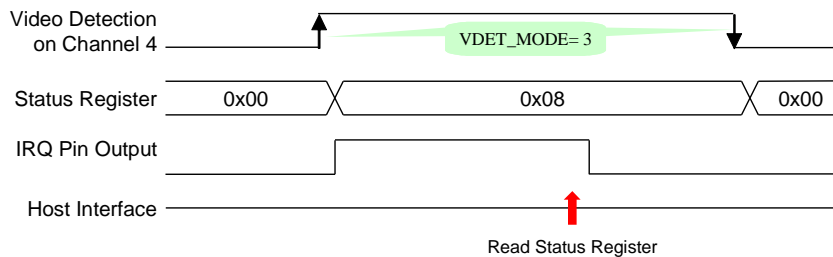 Video Detection
on Channel 4
VDET_MODE= 3
Status Register
0x00
0x08
0x00
IRQ Pin Output
Host Interface
Read Status Register